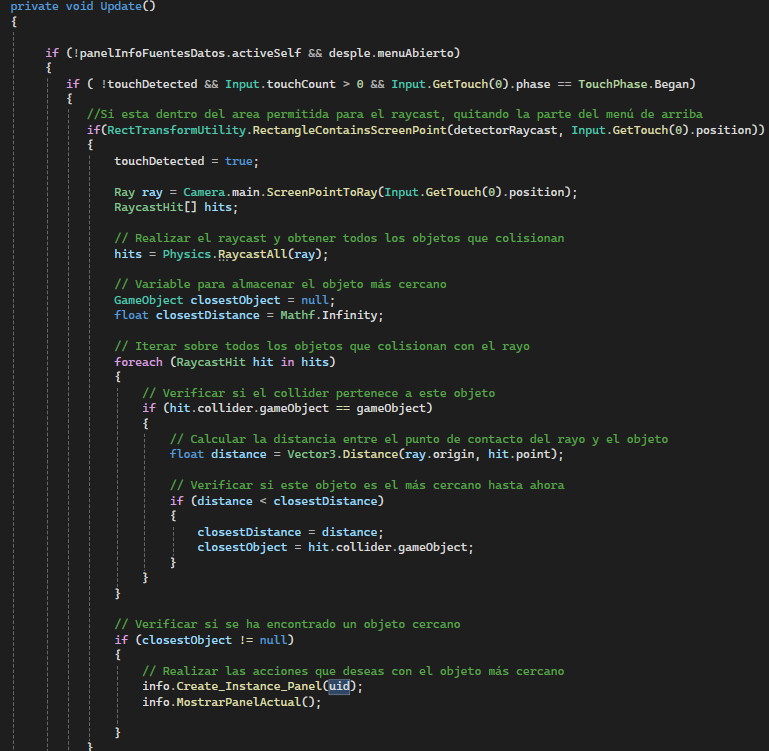 private void Update()
{
if (!panelInfoFuentesDatos.activeSelf && desple.menuAbierto)
{
if ( !touchDetected && Input.touchCount > 0 && Input.GetTouch(0).phase == TouchPhase.Began)
{
//Si esta dentro del area permitida para el raycast, quitando la parte del menú de arriba
if(RectTransformUtility.RectangleContainsScreenPoint(detectorRaycast, Input.GetTouch(0).position))
{
touchDetected = true;
Ray ray = Camera.main.ScreenPointToRay(Input.GetTouch(0).position);
RaycastHit[] hits;
// Realizar el raycast y obtener todos los objetos que colisionan
hits = Physics.RaycastAll(ray);
// Variable para almacenar el objeto más cercano
GameObject closestObject = null;
float closestDistance = Mathf.Infinity;
// Iterar sobre todos los objetos que colisionan con el rayo
foreach (RaycastHit hit in hits)
{
// Verificar si el collider pertenece a este objeto
if (hit.collider.gameObject == gameObject)
{
// Calcular la distancia entre el punto de contacto del rayo y el objeto
float distance = Vector3.Distance(ray.origin, hit.point);
// Verificar si este objeto es el más cercano hasta ahora
if (distance < closestDistance)
{
closestDistance = distance;
closestObject = hit.collider.gameObject;
}
}
}
// Verificar si se ha encontrado un objeto cercano
if (closestObject != null)
{
// Realizar las acciones que deseas con el objeto más cercano
info.Create_Instance_Panel(uid);
info.MostrarPanelActual();
}
}